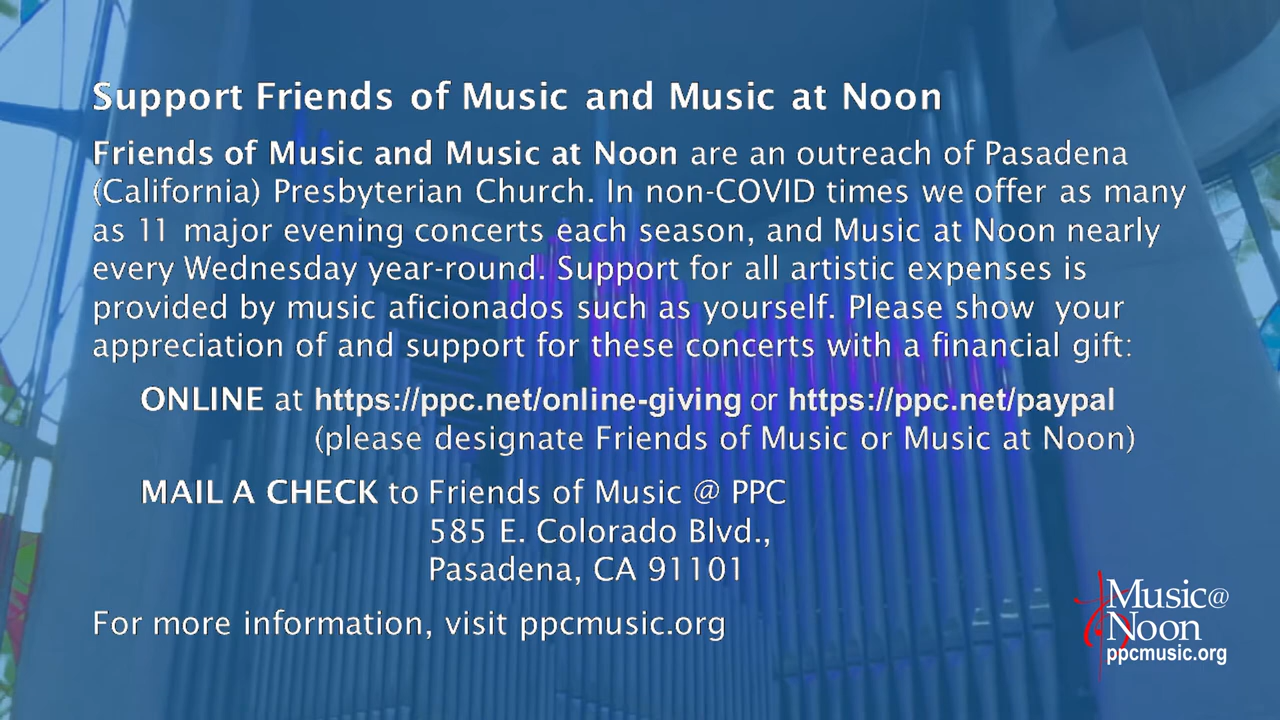 Support Friends of Music and Music at Noon
Friends of Music and Music at Noon are an outreach of Pasadena
(California) Presbyterian Church. In non-COVID times we offer as many
as 11 major evening concerts each season, and Music at Noon nearly
every Wednesday year-round. Support for all artistic expenses is
provided by music aficionados such as yourself. Please show  your
appreciation of and support for these concerts with a financial gift:
ONLINE at https://ppc.net/online-giving or https://ppc.net/paypal
(please designate Friends of Music or Music at Noon)
MAIL A CHECK to Friends of Music @ PPC
585 E. Colorado Blvd.,
Pasadena, CA 91101
For more information, visit ppcmusic.org
Music@
Noon
ppcmusic.org